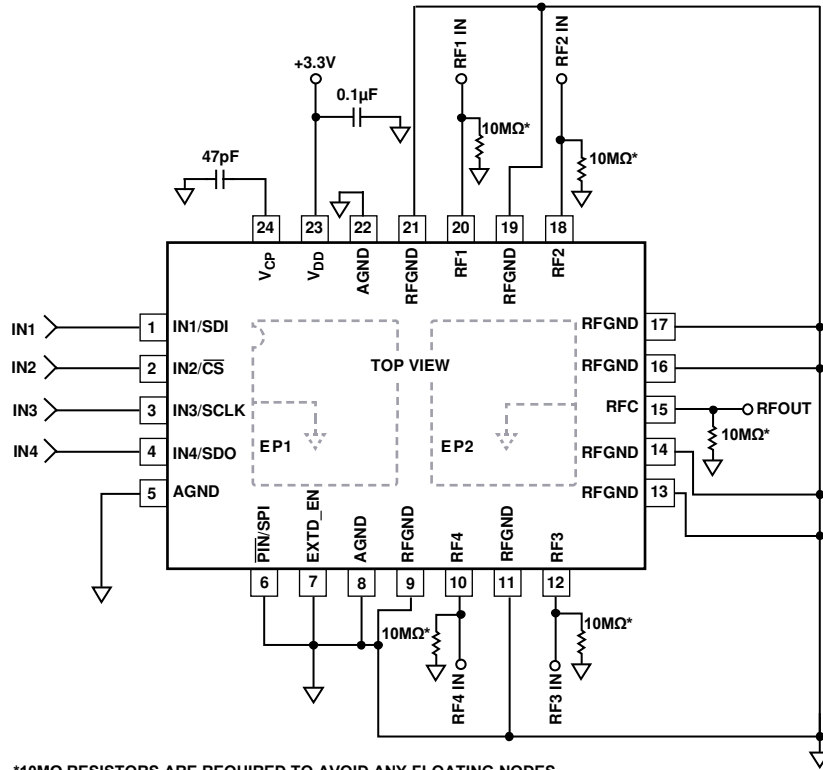 RF1 IN
RF2 IN
+3.3V
0.1µF
10MΩ*
10MΩ*
47pF
24
23
22
21
20
19
18
VCP
VDD
AGND
RFGND
RF1
RFGND
RF2
IN1
1
IN1/SDI
RFGND
17
TOP VIEW
IN2
2
IN2/CS
RFGND
16
IN3
3
IN3/SCLK
RFC
15
RFOUT
10MΩ*
IN4
4
IN4/SDO
EP1
EP2
RFGND
14
5
AGND
RFGND
13
PIN/SPI
EXTD_EN
AGND
RFGND
RF4
RFGND
RF3
6
7
8
9
10
11
12
10MΩ*
10MΩ*
RF4 IN
RF3 IN
*10MΩ RESISTORS ARE REQUIRED TO AVOID ANY FLOATING NODES